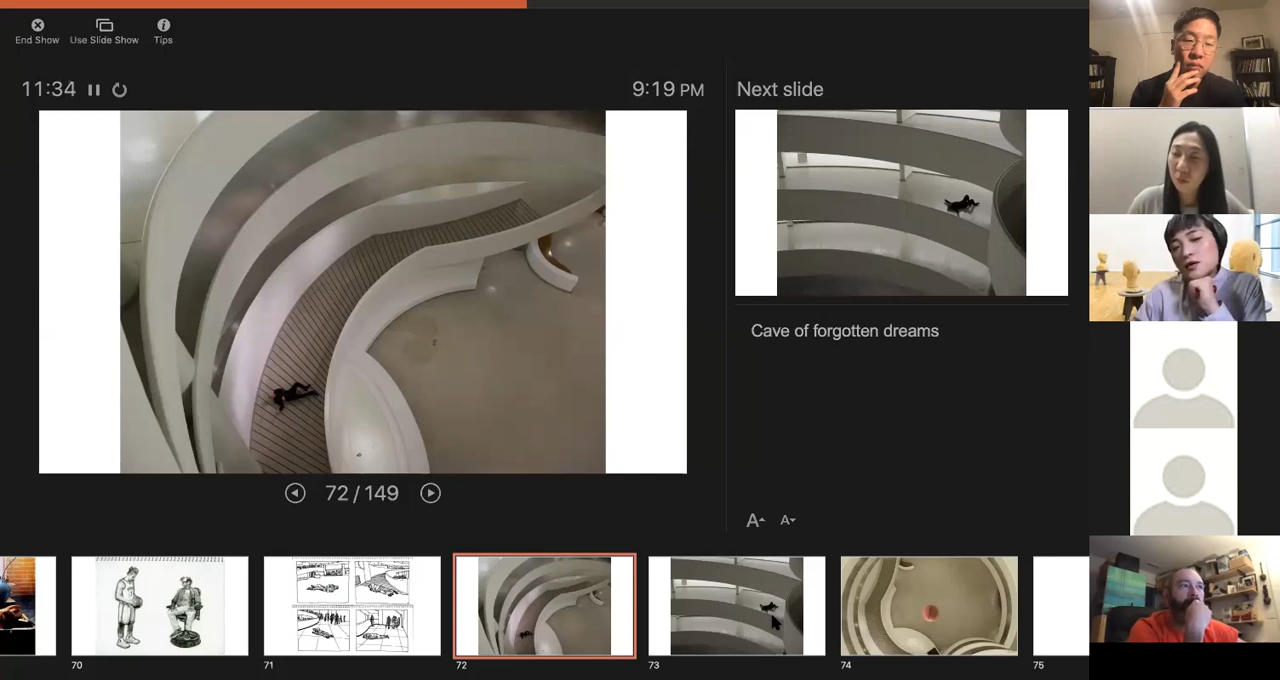 End Show
Use Slide Show
Tips
11:34
9:19 PM
Next slide
Cave of forgotten dreams
72 / 149
A A
70
71
72
73
74
75